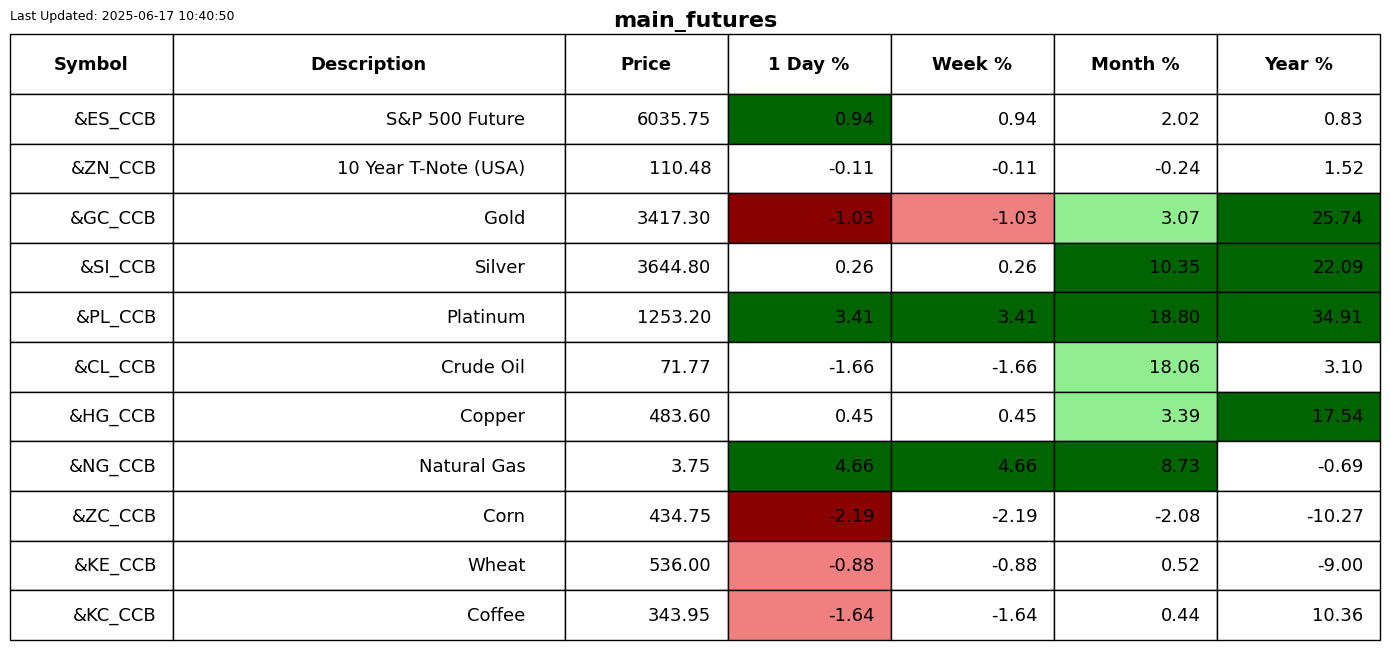 Last Updated: 2025-06-17 10:40:50
main_futures
Symbol Description Price 1 Day % Week % Month % Year %
&ES_CCB S&P 500 Future 6035.75 0.94 0.94 2.02 0.83
&ZN_CCB 10 Year T-Note (USA) 110.48 -0.11 -0.11 -0.24 1.52
&GC_CCB Gold 3417.30 -1.03 -1.03 3.07 25.74
&SI_CCB Silver 3644.80 0.26 0.26 10.35 22.09
&PL_CCB Platinum 1253.20 3.41 3.41 18.80 34.91
&CL_CCB Crude Oil 71.77 -1.66 -1.66 18.06 3.10
&HG_CCB Copper 483.60 0.45 0.45 3.39 17.54
&NG_CCB Natural Gas 3.75 4.66 4.66 8.73 -0.69
&ZC_CCB Corn 434.75 -2.19 -2.19 -2.08 -10.27
&KE_CCB Wheat 536.00 -0.88 -0.88 0.52 -9.00
&KC_CCB Coffee 343.95 -1.64 -1.64 0.44 10.36